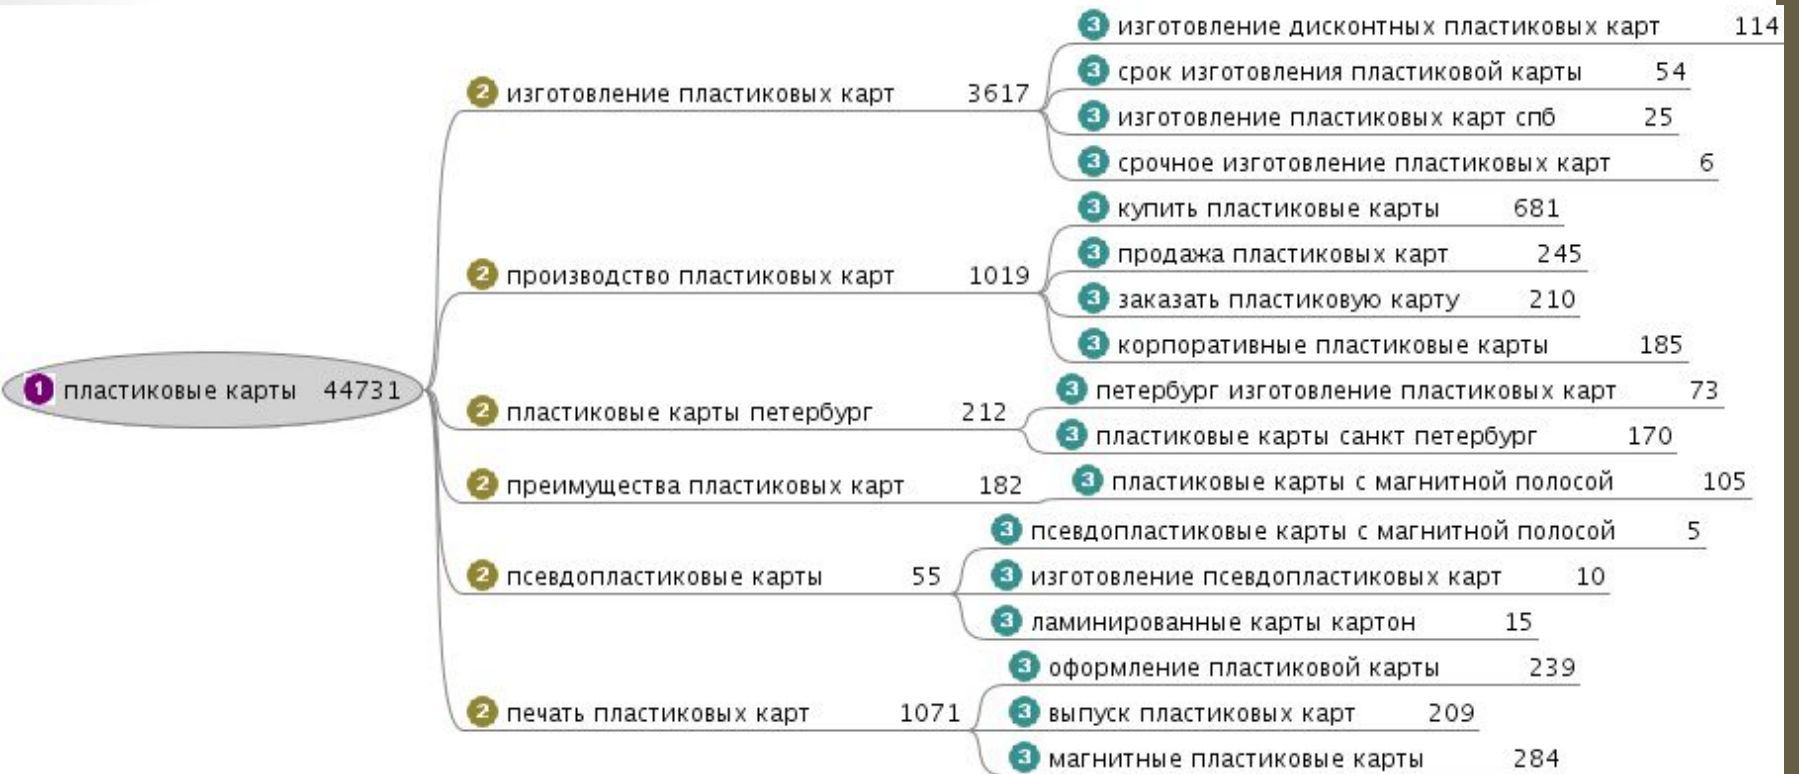 1 пластиковые карты 44731
2 изготовление пластиковых карт 3617
3 изготовление дисконтных пластиковых карт 114
3 срок изготовления пластиковой карты 54
3 изготовление пластиковых карт спб 25
3 срочное изготовление пластиковых карт 6
2 производство пластиковых карт 1019
3 купить пластиковые карты 681
3 продажа пластиковых карт 245
3 заказать пластиковую карту 210
3 корпоративные пластиковые карты 185
2 пластиковые карты петербург 212
3 петербург изготовление пластиковых карт 73
3 пластиковые карты санкт петербург 170
2 преимущества пластиковых карт 182
3 пластиковые карты с магнитной полосой 105
2 псевдопластиковые карты 55
3 псевдопластиковые карты с магнитной полосой 5
3 изготовление псевдопластиковых карт 10
3 ламинированные карты картон 15
2 печать пластиковых карт 1071
3 оформление пластиковой карты 239
3 выпуск пластиковых карт 209
3 магнитные пластиковые карты 284